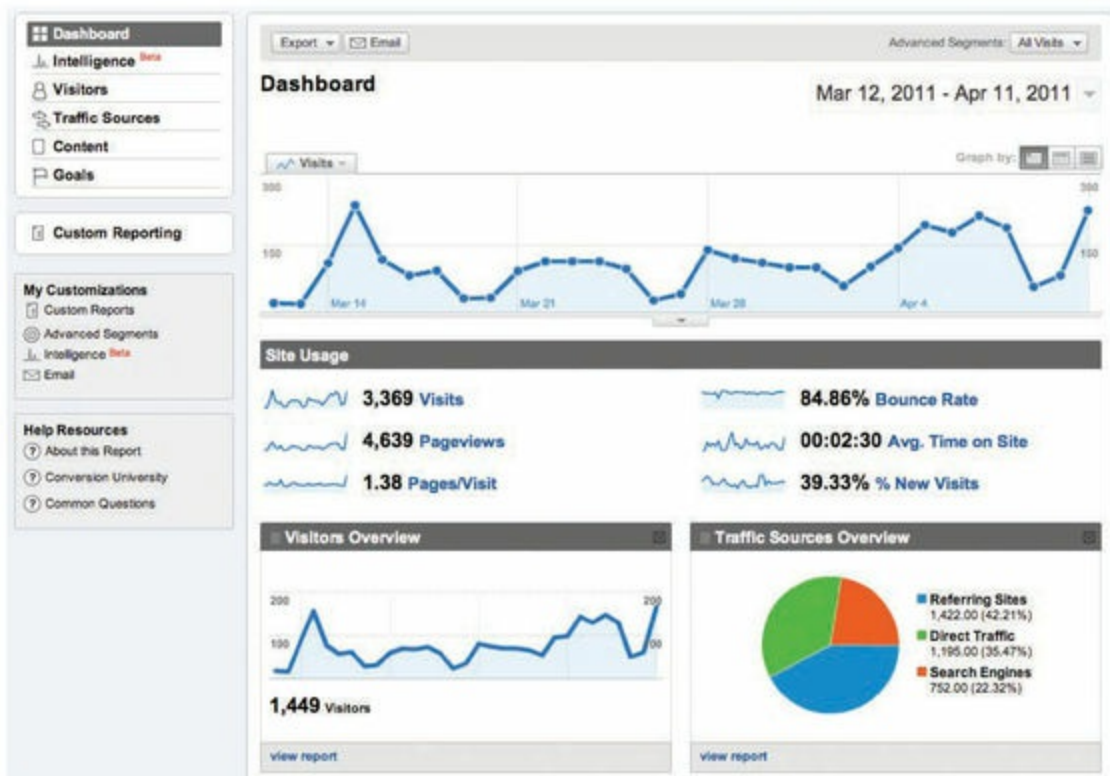 Dashboard
Intelligence Beta
Visitors
Traffic Sources
Content
Goals
Custom Reporting
My Customizations
Custom Reports
Advanced Segments
Intelligence Beta
Email
Help Resources
About this Report
Conversion University
Common Questions
Export Email
Advanced Segments: All Visits
Dashboard
Mar 12, 2011 - Apr 11, 2011
Visits
Graph by:
300 300
150 150
Mar 14 Mar 21 Mar 28 Apr 4
Site Usage
3,369 Visits
84.86% Bounce Rate
4,639 Pageviews
00:02:30 Avg. Time on Site
1.38 Pages/Visit
39.33% % New Visits
Visitors Overview
200 200
100 00
1,449 Visitors
view report
Traffic Sources Overview
Referring Sites
1,422.00 (42.21%)
Direct Traffic
1,195.00 (35.47%)
Search Engines
752.00 (22.32%)
view report